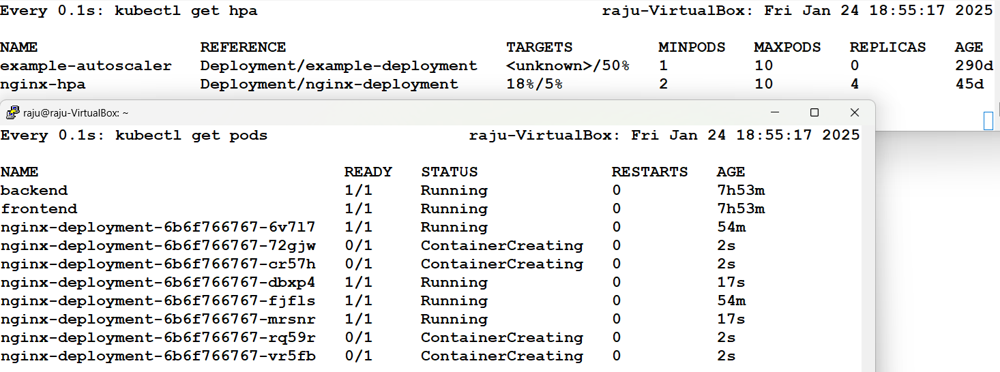 Every 0.1s: kubectl get hpa raju-VirtualBox: Fri Jan 24 18:55:17 2025
NAME REFERENCE TARGETS MINPODS MAXPODS REPLICAS AGE
example-autoscaler Deployment/example-deployment <unknown>/50% 1 10 0 290d
nginx-hpa Deployment/nginx-deployment 18%/5% 2 10 4 45d
raju@raju-VirtualBox: ~
Every 0.1s: kubectl get pods raju-VirtualBox: Fri Jan 24 18:55:17 2025
NAME READY STATUS RESTARTS AGE
backend 1/1 Running 0 7h53m
frontend 1/1 Running 0 7h53m
nginx-deployment-6b6f766767-6v7l7 1/1 Running 0 54m
nginx-deployment-6b6f766767-72gjw 0/1 ContainerCreating 0 2s
nginx-deployment-6b6f766767-cr57h 0/1 ContainerCreating 0 2s
nginx-deployment-6b6f766767-dbxp4 1/1 Running 0 17s
nginx-deployment-6b6f766767-fjfls 1/1 Running 0 54m
nginx-deployment-6b6f766767-mrsnr 1/1 Running 0 17s
nginx-deployment-6b6f766767-rq59r 0/1 ContainerCreating 0 2s
nginx-deployment-6b6f766767-vr5fb 0/1 ContainerCreating 0 2s